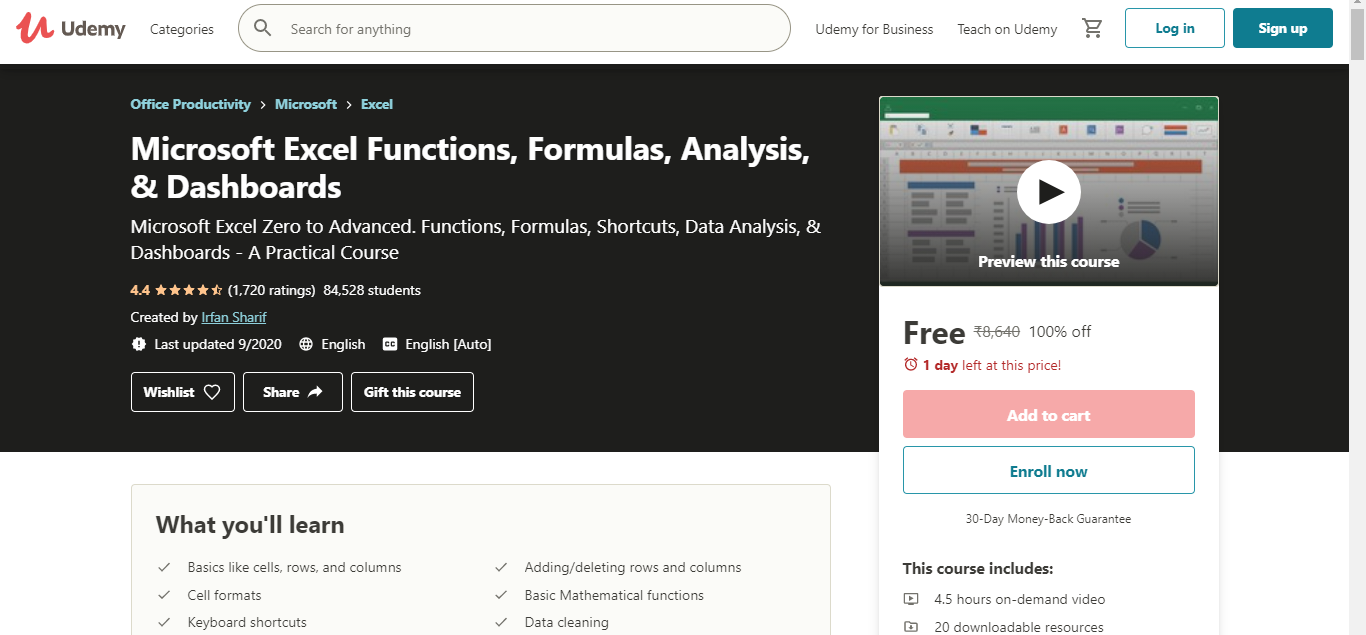 Udemy
Categories
Search for anything
Udemy for Business
Teach on Udemy
Log in
Sign up
Office Productivity > Microsoft > Excel
Microsoft Excel Functions, Formulas, Analysis,
& Dashboards
Microsoft Excel Zero to Advanced. Functions, Formulas, Shortcuts, Data Analysis, &
Dashboards - A Practical Course
4.4 (1,720 ratings) 84,528 students
Created by Irfan Sharif
Last updated 9/2020 English English [Auto]
Wishlist Share Gift this course
Preview this course
Free ₹8,640 100% off
1 day left at this price!
Add to cart
Enroll now
30-Day Money-Back Guarantee
This course includes:
4.5 hours on-demand video
20 downloadable resources
What you'll learn
Basics like cells, rows, and columns
Cell formats
Keyboard shortcuts
Adding/deleting rows and columns
Basic Mathematical functions
Data cleaning